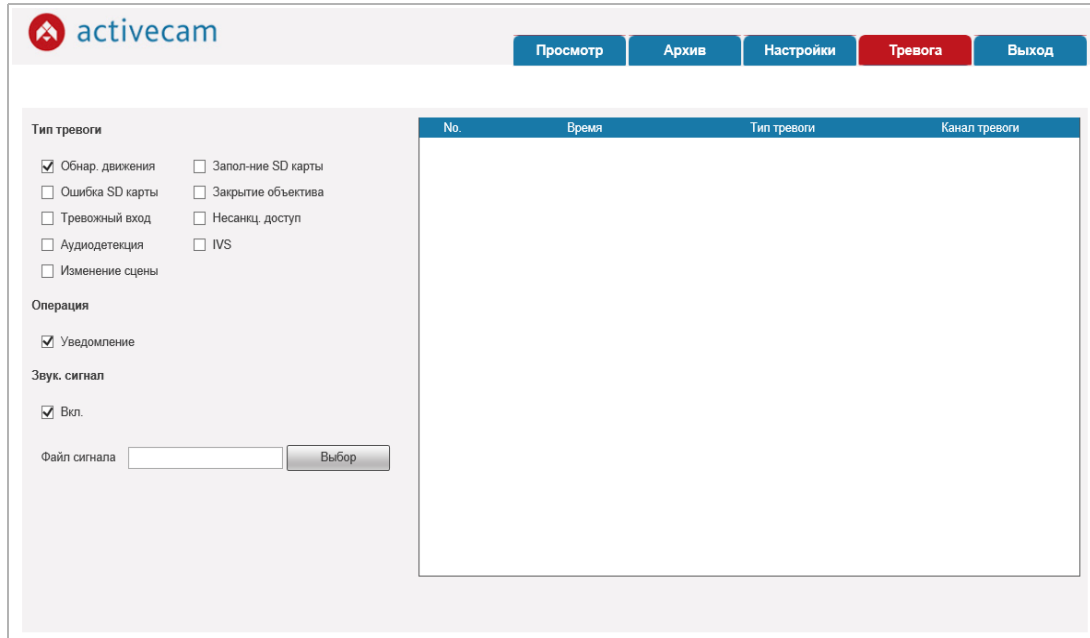 activecam
Просмотр Архив Настройки Тревога Выход
Тип тревоги
Обнар. движения Запол-ние SD карты
Ошибка SD карты Закрытие объектива
Тревожный вход Несанкц. доступ
Аудиодетекция IVS
Изменение сцены
Операция
Уведомление
Звук. сигнал
Вкл.
Файл сигнала Выбор
No. Время Тип тревоги Канал тревоги